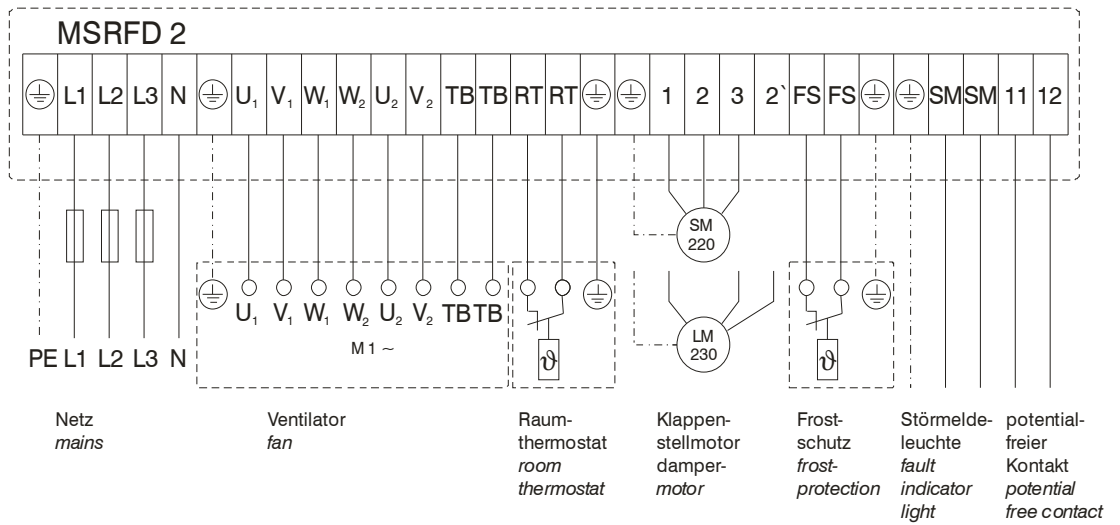 MSRFD 2
L1 L2 L3 N U₁ V₁ W₁ W₂ U₂ V₂ TB TB RT RT 1 2 3 2` FS FS SM SM 11 12
SM
220
U₁ V₁ W₁ W₂ U₂ V₂ TB TB
M 1 ~
LM
230
ϑ
ϑ
PE L1 L2 L3 N
Netz
mains
Ventilator
fan
Raum-
thermostat
room
thermostat
Klappen-
stellmotor
damper-
motor
Frost-
schutz
frost-
protection
Störmelde-
leuchte
fault
indicator
light
potential-
freier
Kontakt
potential
free contact